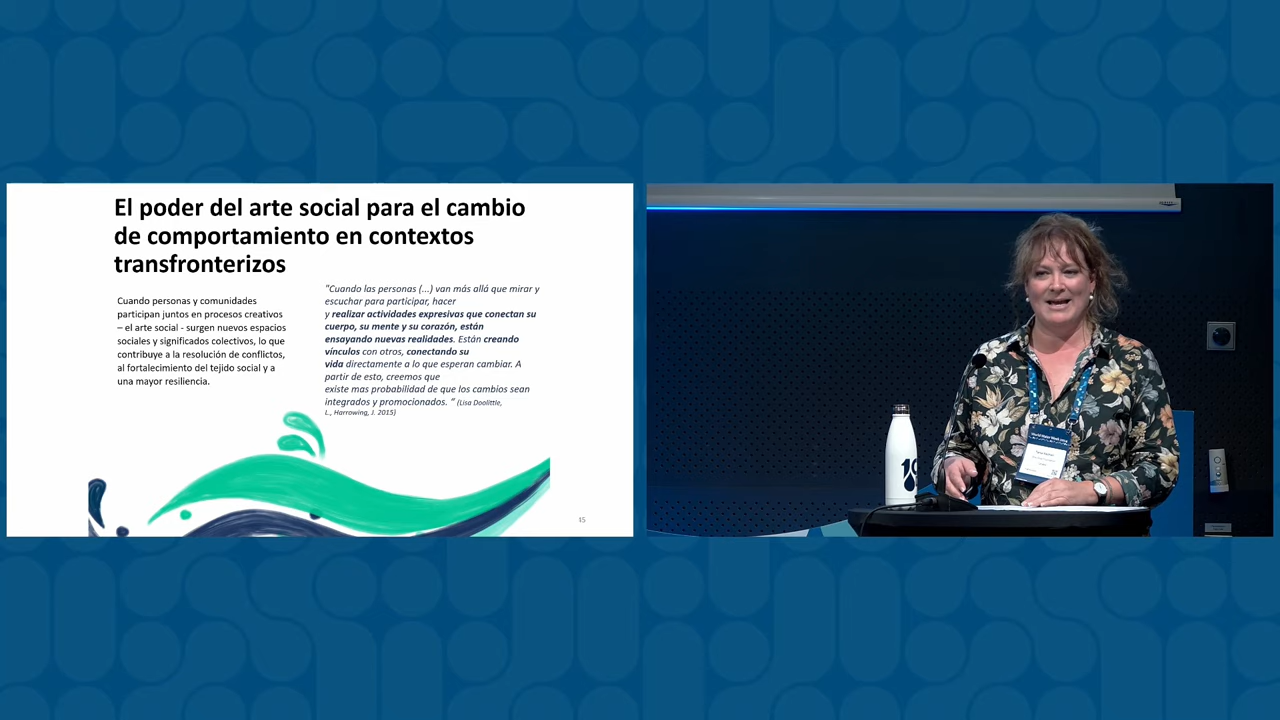 El poder del arte social para el cambio
de comportamiento en contextos
transfronterizos
Cuando personas y comunidades
participan juntos en procesos creativos
– el arte social - surgen nuevos espacios
sociales y significados colectivos, lo que
contribuye a la resolución de conflictos,
al fortalecimiento del tejido social y a
una mayor resiliencia.
"Cuando las personas (...) van más allá que mirar y
escuchar para participar, hacer
y realizar actividades expresivas que conectan su
cuerpo, su mente y su corazón, están
ensayando nuevas realidades. Están creando
vínculos con otros, conectando su
vida directamente a lo que esperan cambiar. A
partir de esto, creemos que
existe mas probabilidad de que los cambios sean
integrados y promocionados. " (Lisa Doolittle,
L., Harrowing, J. 2015)
15
World Water Week